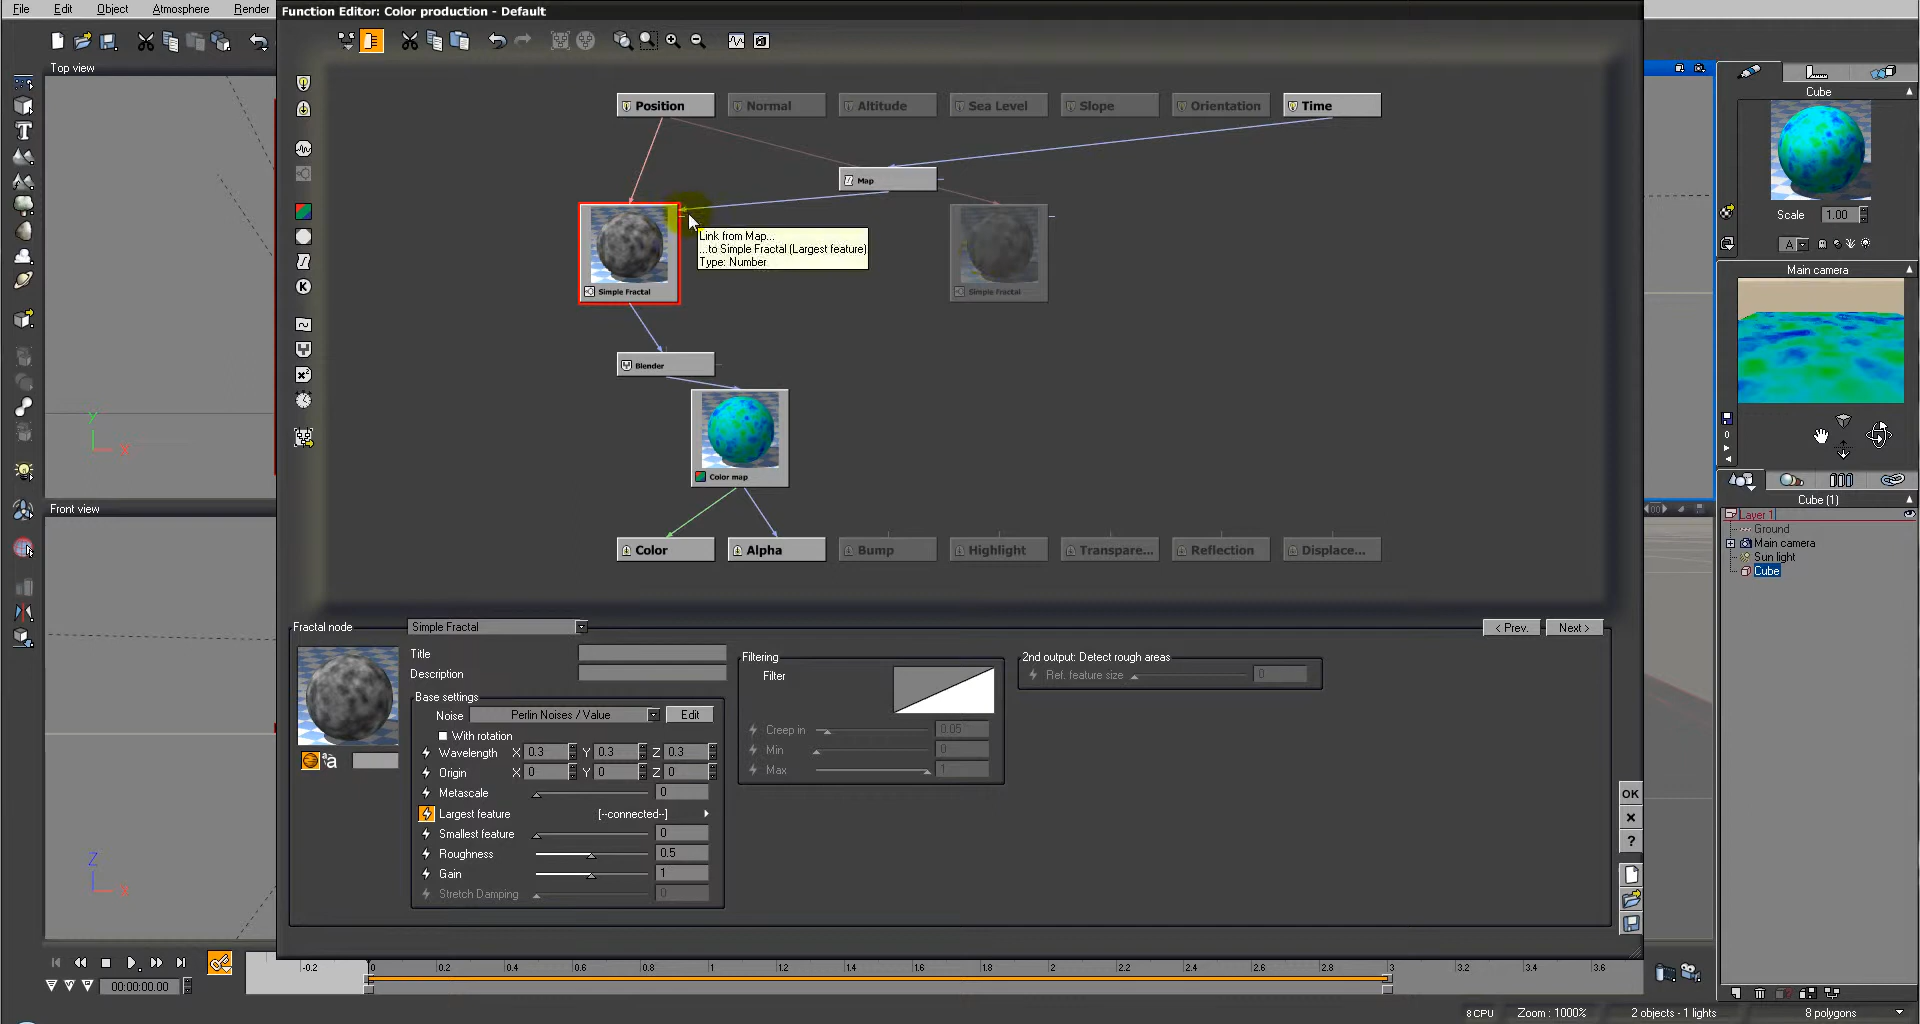 Function Editor: Color production - Default
File Edit Object Atmosphere Render
Top view
Position Normal Altitude Sea Level Slope Orientation Time
Map
Link from Map...
...to Simple Fractal (Largest feature)
Type: Number
Simple Fractal
Simple Fractal
Blender
Color map
Color Alpha Bump Highlight Transpare... Reflection Displace...
Front view
Fractal node Simple Fractal
< Prev. Next >
Title
Description
Base settings
Noise Perlin Noises / Value Edit
With rotation
Wavelength X 0.3 Y 0.3 Z 0.3
Origin X 0 Y 0 Z 0
Metascale 0
Largest feature [--connected--]
Smallest feature 0
Roughness 0.5
Gain 1
Stretch Damping 0
Filtering
Filter
Creep in 0.05
Min 0
Max 1
2nd output: Detect rough areas
Ref. feature size 0
OK
?
Cube
Scale 1.00
A
Main camera
0
Cube (1)
Layer 1
Ground
Main camera
Sun light
Cube
-0.2 0 0.2 0.4 0.6 0.8 1 1.2 1.4 1.6 1.8 2 2.2 2.4 2.6 2.8 3 3.2 3.4 3.6
00:00:00.00
8 CPU Zoom : 1000% 2 objects - 1 lights 8 polygons